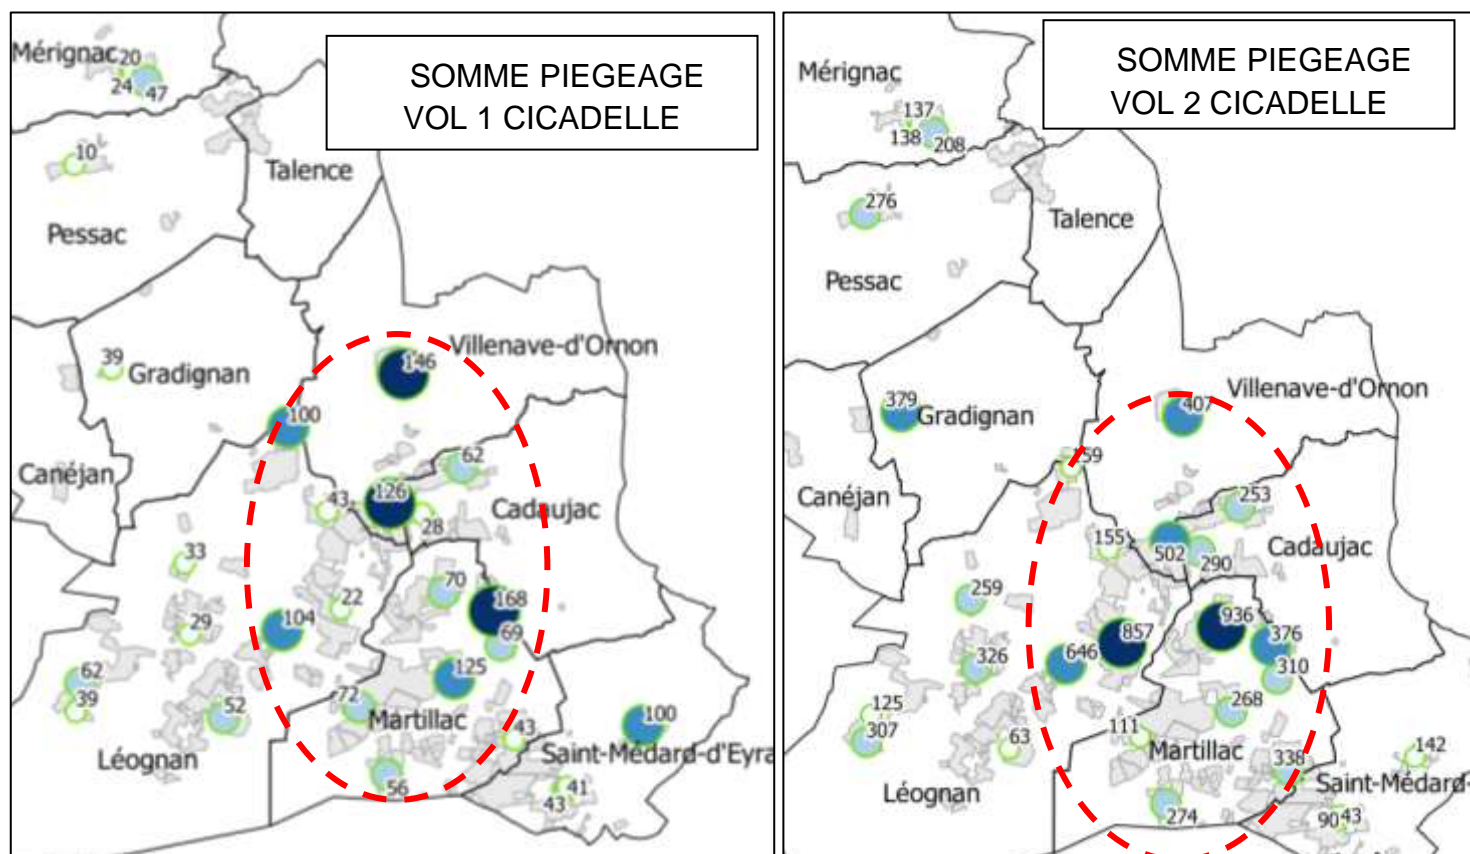 SOMME PIEGEAGE
VOL 1 CICADELLE
Mérignac
20
24
47
10
Talence
Pessac
Villenave-d'Ornon
146
39
Gradignan
100
62
Canéjan
126
43
28
Cadaujac
33
70
22
168
29
104
69
62
125
39
52
72
Martillac
100
43
Léognan
Saint-Médard-d'Eyra
56
41
43
SOMME PIEGEAGE
VOL 2 CICADELLE
Mérignac
137
138
208
276
Talence
Pessac
Villenave-d'Ornon
379
Gradignan
407
159
Canéjan
253
155
502
290
Cadaujac
259
936
857
376
326
646
310
125
268
307
63
111
Martillac
142
338
Léognan
Saint-Médard-
274
90
43